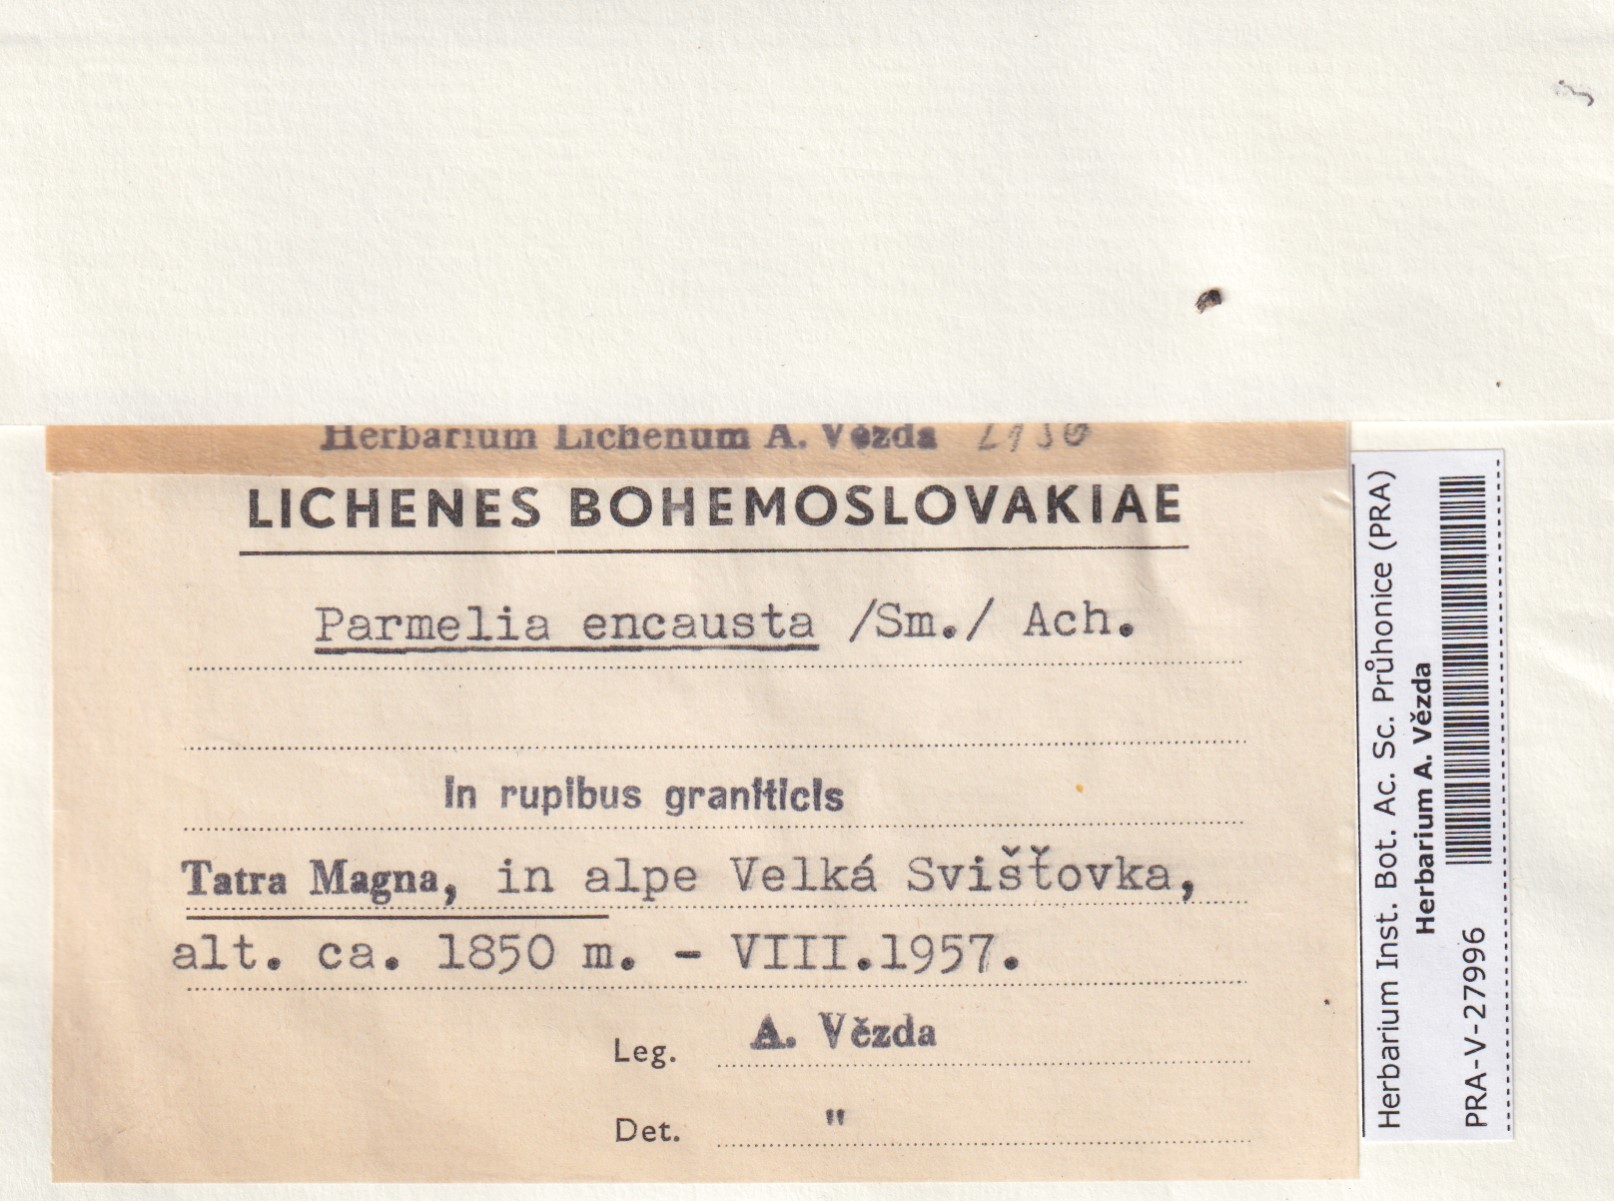 Herbarium Lichenum A. Vězda
LICHENES BOHEMOSLOVAKIAE
Parmelia encausta /Sm./ Ach.
In rupibus graniticis
Tatra Magna, in alpe Velká Svišťovka,
alt. ca. 1850 m. - VIII.1957.
Leg. A. Vězda
Det. "
Herbarium Inst. Bot. Ac. Sc. Průhonice (PRA)
Herbarium A. Vězda
PRA-V-27996